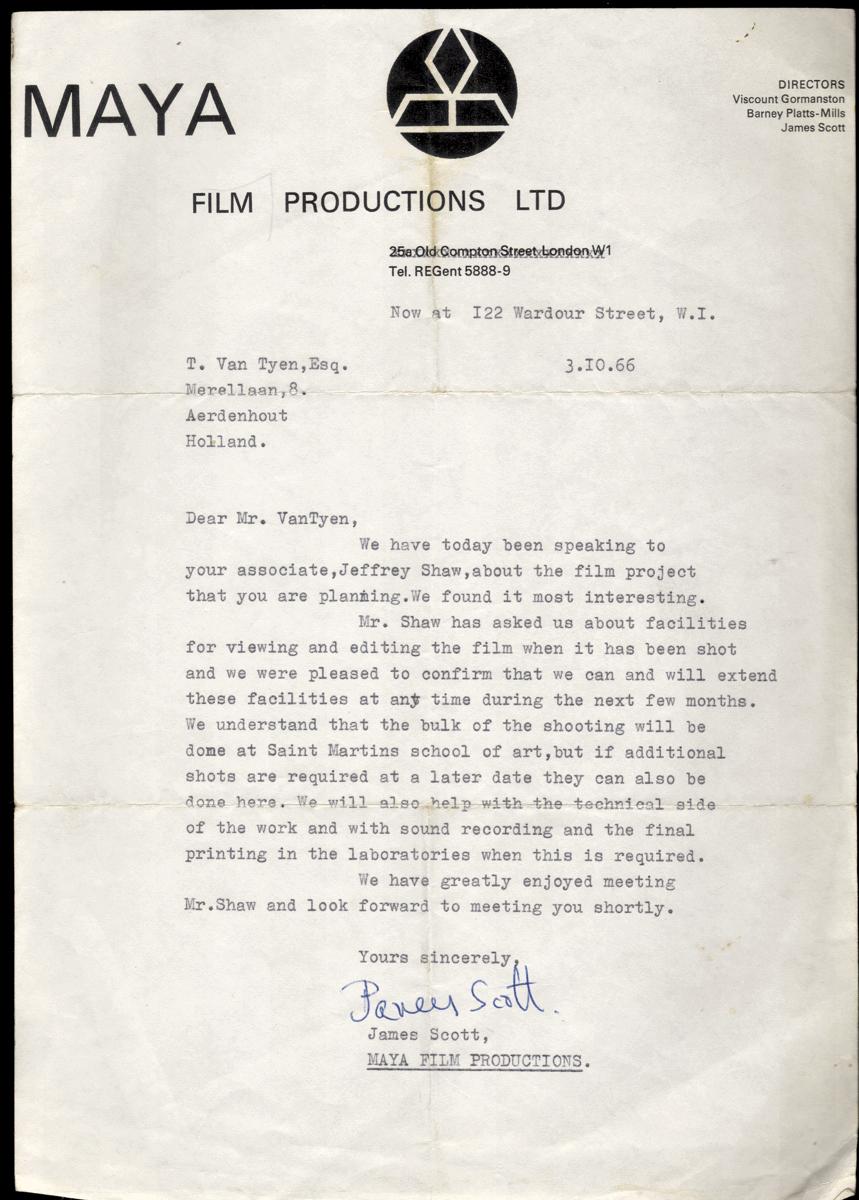 MAYA
DIRECTORS
Viscount Gormanston
Barney Platts-Mills
James Scott
FILM PRODUCTIONS LTD
25a Old Compton Street London W1
Tel. REGent 5888-9
Now at I22 Wardour Street, W.I.
T. Van Tyen,Esq. 3.IO.66
Merellaan,8.
Aerdenhout
Holland.
Dear Mr. VanTyen,
We have today been speaking to
your associate,Jeffrey Shaw,about the film project
that you are planning.We found it most interesting.
Mr. Shaw has asked us about facilities
for viewing and editing the film when it has been shot
and we were pleased to confirm that we can and will extend
these facilities at any time during the next few months.
We understand that the bulk of the shooting will be
done at Saint Martins school of art,but if additional
shots are required at a later date they can also be
done here. We will also help with the technical side
of the work and with sound recording and the final
printing in the laboratories when this is required.
We have greatly enjoyed meeting
Mr.Shaw and look forward to meeting you shortly.
Yours sincerely,
James Scott.
James Scott,
MAYA FILM PRODUCTIONS.